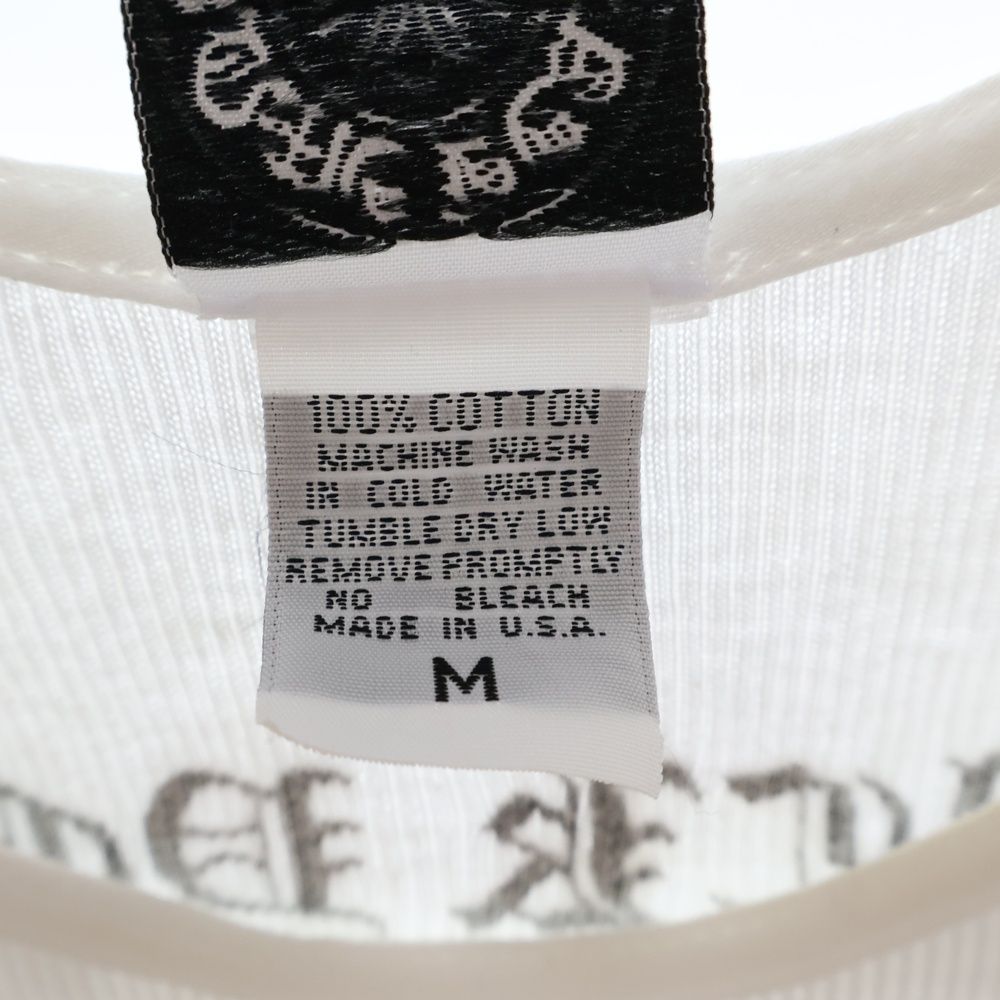 100% COTTON
MACHINE WASH
IN COLD WATER
TUMBLE DRY LOW
REMOVE PROMPTLY
NO BLEACH
MADE IN U.S.A.
M